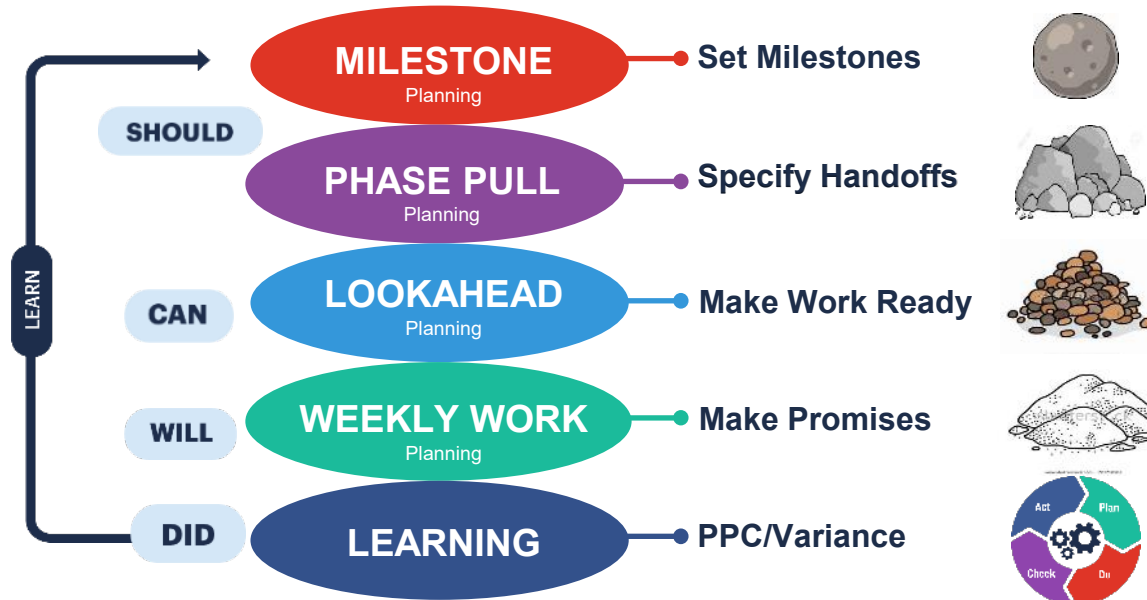 MILESTONE
Planning
Set Milestones
SHOULD
PHASE PULL
Planning
Specify Handoffs
LEARN
CAN
LOOKAHEAD
Planning
Make Work Ready
WILL
WEEKLY WORK
Planning
Make Promises
DID
LEARNING
PPC/Variance
Act
Plan
Check
Do